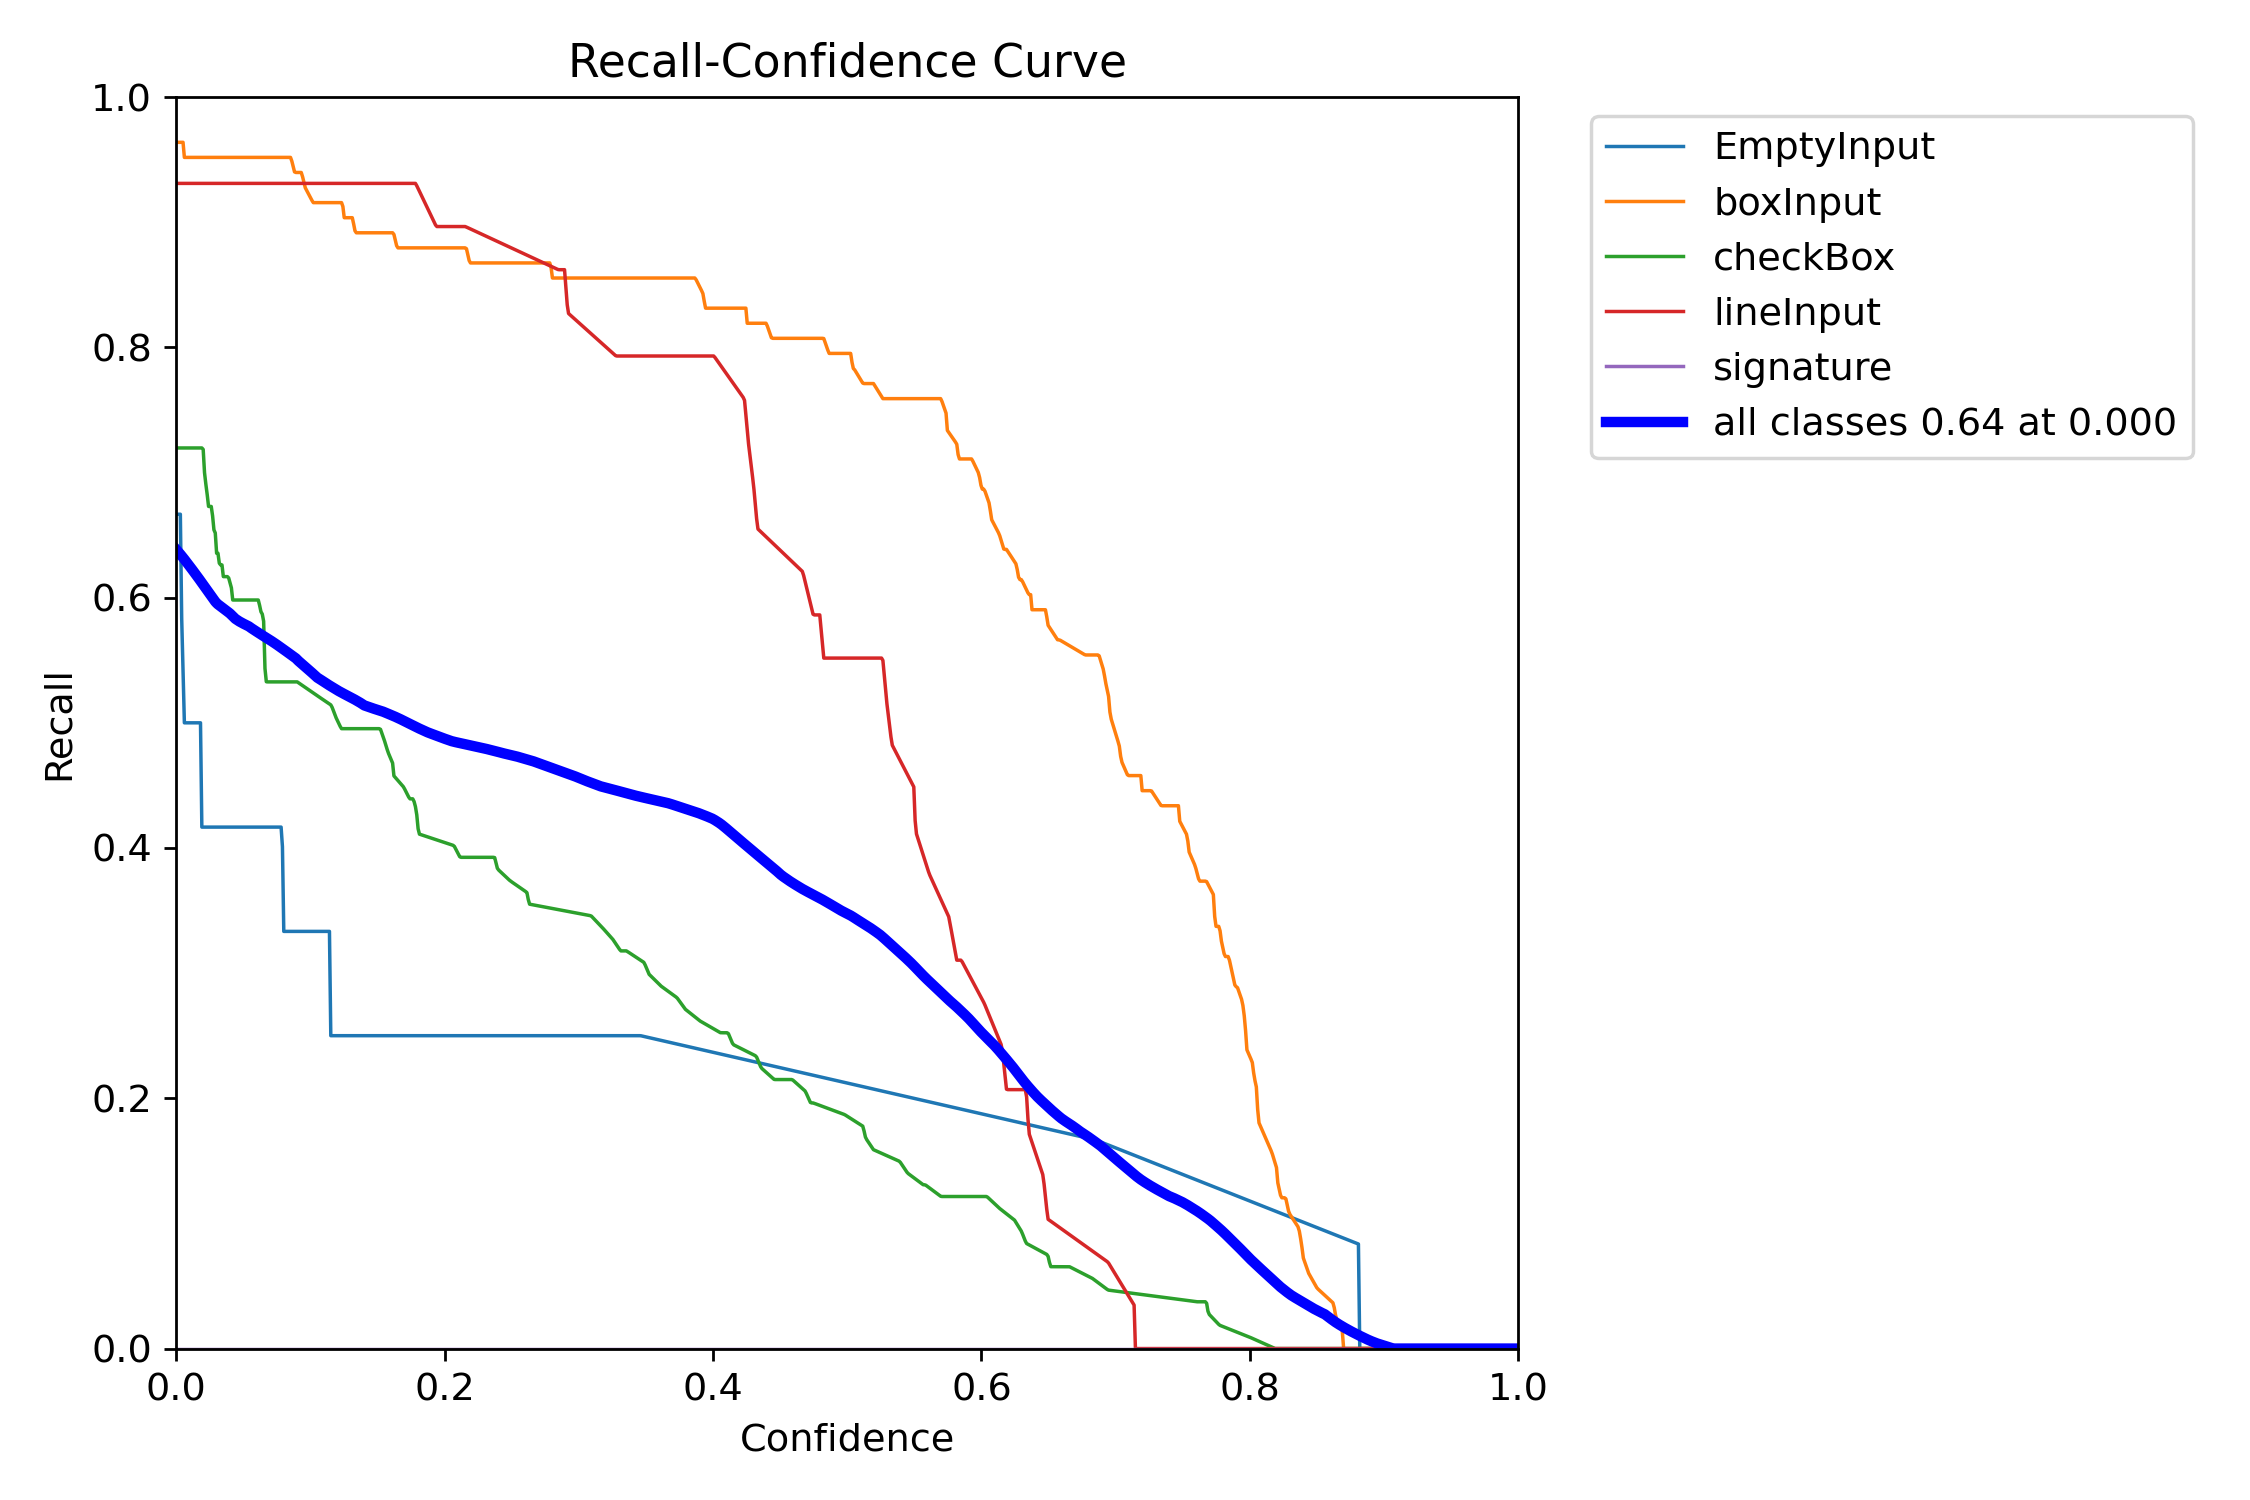 Recall-Confidence Curve
1.0
0.8
0.6
0.4
0.2
0.0
Recall
0.0 0.2 0.4 0.6 0.8 1.0
Confidence
EmptyInput
boxInput
checkBox
lineInput
signature
all classes 0.64 at 0.000